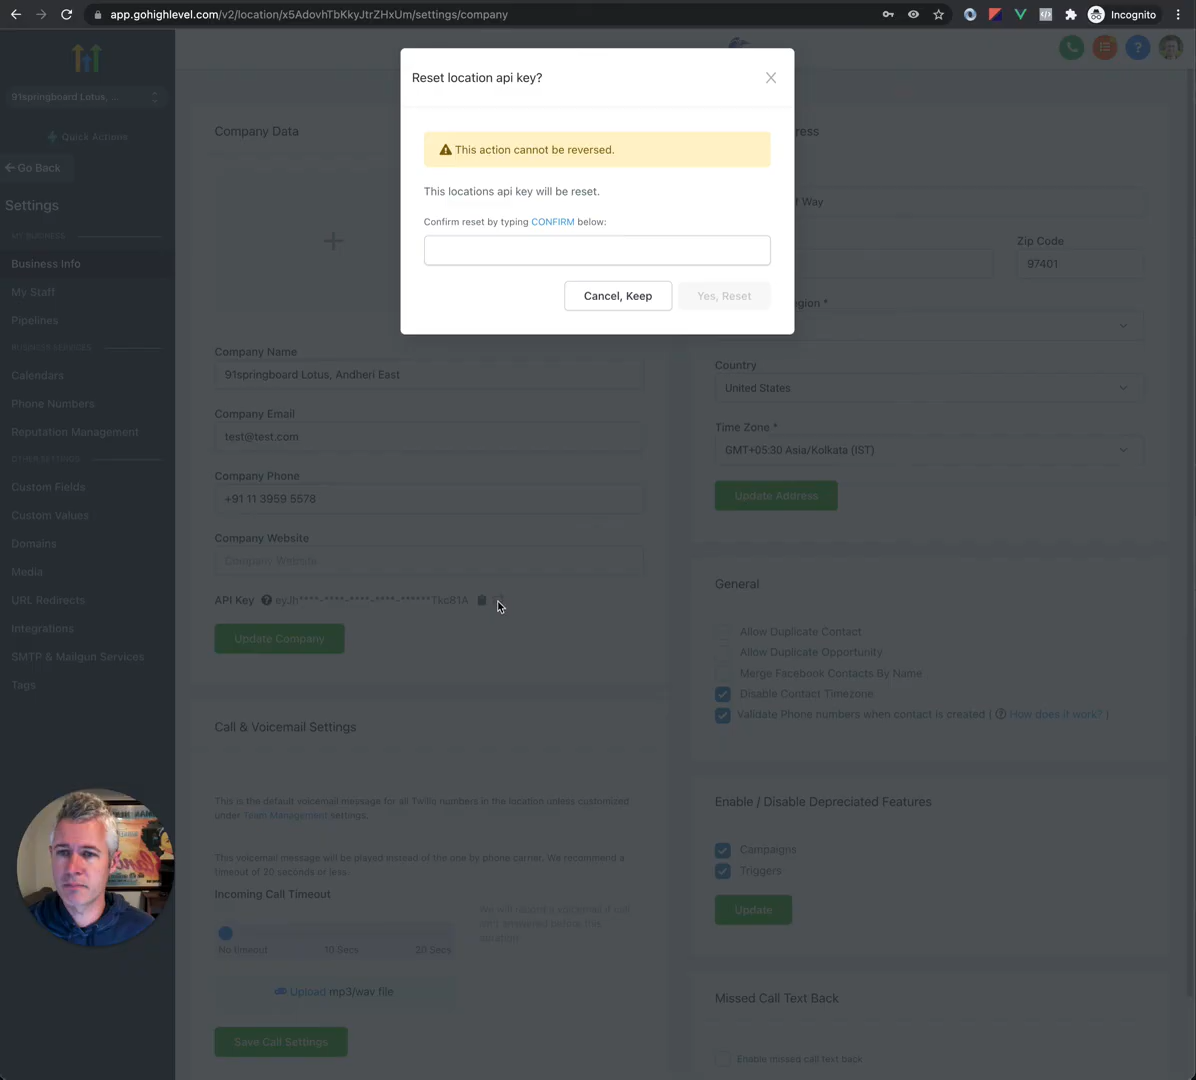 app.gohighlevel.com/v2/location/x5AdovhTbKkyJtrZHxUm/settings/company
Incognito
91springboard Lotus, ...
Quick Actions
Go Back
Settings
MY BUSINESS
Business Info
My Staff
Pipelines
BUSINESS SERVICES
Calendars
Phone Numbers
Reputation Management
OTHER SETTINGS
Custom Fields
Custom Values
Domains
Media
URL Redirects
Integrations
SMTP & Mailgun Services
Tags
Reset location api key?
This action cannot be reversed.
This locations api key will be reset.
Confirm reset by typing CONFIRM below:
Cancel, Keep
Yes, Reset
Company Data
Company Name
91springboard Lotus, Andheri East
Company Email
test@test.com
Company Phone
+91 11 3959 5578
Company Website
Company Website
API Key
eyJh****-****-****-****-******Tkc81A
Update Company
Call & Voicemail Settings
This is the default voicemail message for all Twilio numbers in the location unless customized
under Team Management settings.
This voicemail message will be played instead of the one by phone carrier. We recommend a
timeout of 20 seconds or less.
Incoming Call Timeout
No timeout
10 Secs
20 Secs
We will record a voicemail if call
isn't answered before this
duration
Upload mp3/wav file
Save Call Settings
Way
Zip Code
97401
Country
United States
Time Zone *
GMT+05:30 Asia/Kolkata (IST)
Update Address
General
Allow Duplicate Contact
Allow Duplicate Opportunity
Merge Facebook Contacts By Name
Disable Contact Timezone
Validate Phone numbers when contact is created ( How does it work? )
Enable / Disable Depreciated Features
Campaigns
Triggers
Update
Missed Call Text Back
Enable missed call text back